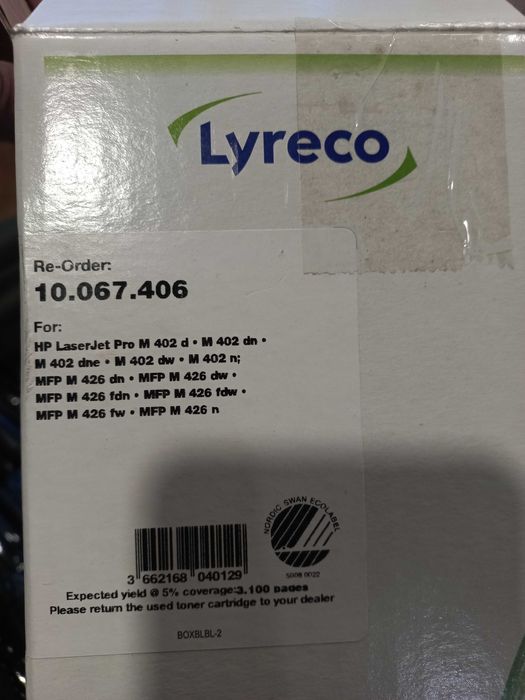 Lyreco
Re-Order:
10.067.406
For:
HP LaserJet Pro M 402 d • M 402 dn •
M 402 dne • M 402 dw • M 402 n;
MFP M 426 dn • MFP M 426 dw •
MFP M 426 fdn • MFP M 426 fdw •
MFP M 426 fw • MFP M 426 n
NORDIC SWAN ECOLABEL
5008 0022
3 662168 040129
Expected yield @ 5% coverage:3.100 pages
Please return the used toner cartridge to your dealer
BOXBLBL-2